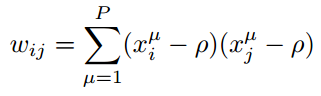 w_{ij} = \sum_{\mu=1}^{P} (x_i^\mu - \rho)(x_j^\mu - \rho)